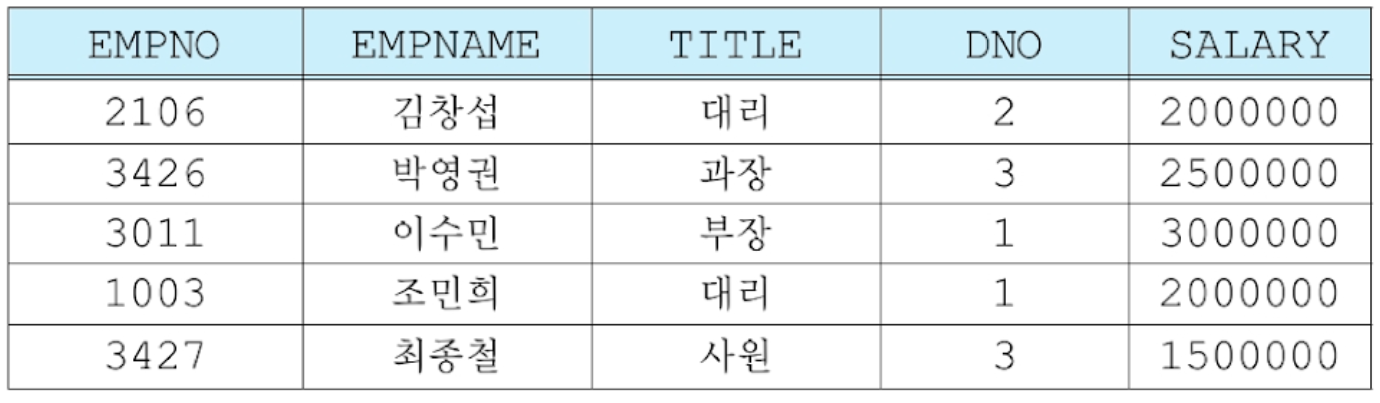 EMPNO EMPNAME TITLE DNO SALARY
2106 김창섭 대리 2 2000000
3426 박영권 과장 3 2500000
3011 이수민 부장 1 3000000
1003 조민희 대리 1 2000000
3427 최종철 사원 3 1500000